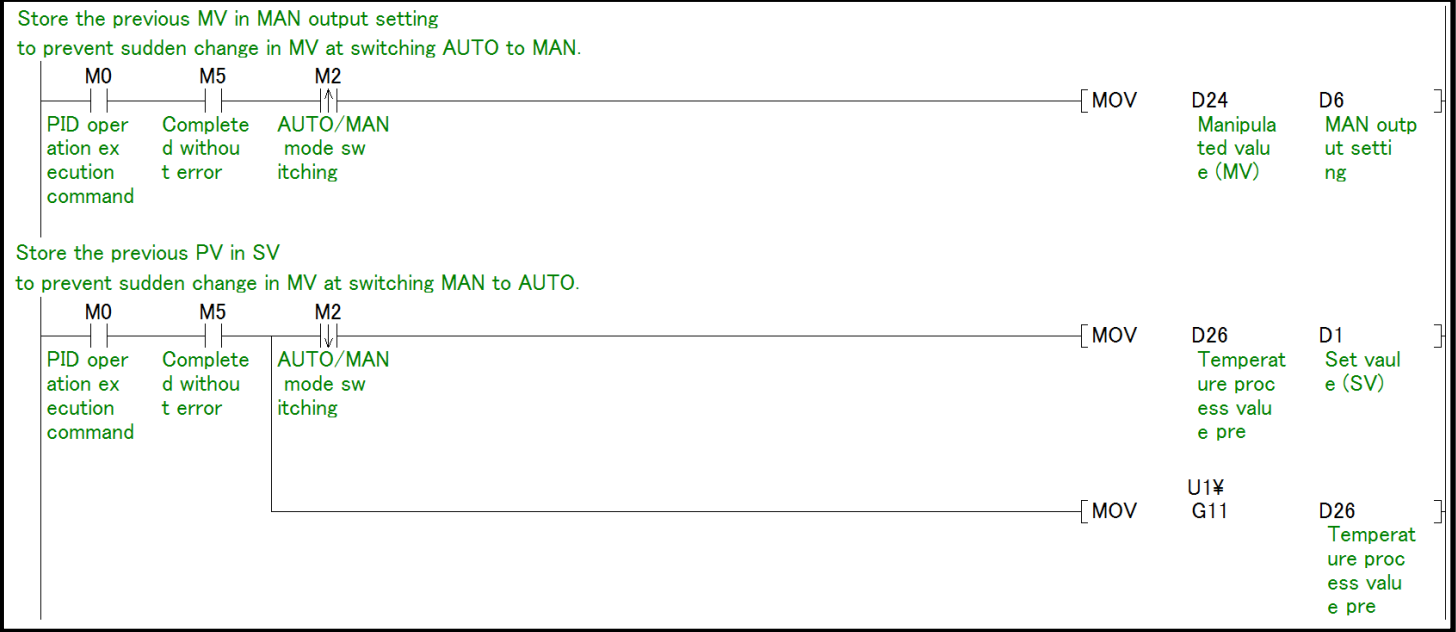 Store the previous MV in MAN output setting
to prevent sudden change in MV at switching AUTO to MAN.
M0 M5 M2
MOV D24 D6
PID oper Complete AUTO/MAN Manipula MAN outp
ation ex d withou mode sw ted valu ut setti
ecution t error itching e (MV) ng
command
Store the previous PV in SV
to prevent sudden change in MV at switching MAN to AUTO.
M0 M5 M2
MOV D26 D1
PID oper Complete AUTO/MAN Temperat Set vaul
ation ex d withou mode sw ure proc e (SV)
ecution t error itching ess valu
command e pre
U1¥
MOV G11 D26
Temperat
ure proc
ess valu
e pre